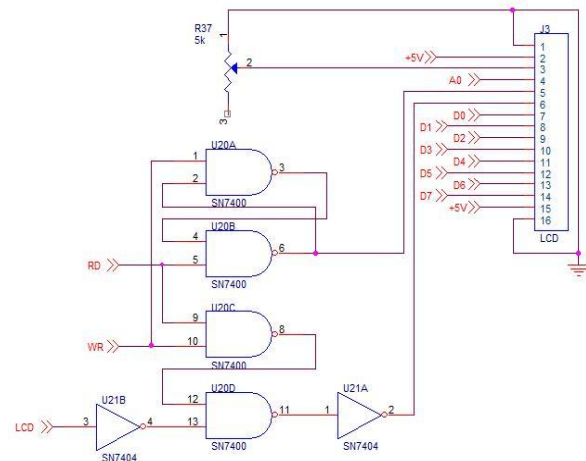 R37
5k
1
2
3
J3
+5V
A0
D0
D1
D2
D3
D4
D5
D6
D7
+5V
1
2
3
4
5
6
7
8
9
10
11
12
13
14
15
16
LCD
U20A
1
2
3
SN7400
U20B
4
5
6
SN7400
RD
U20C
9
10
8
SN7400
WR
U20D
12
13
11
SN7400
U21A
1
2
SN7404
U21B
LCD
3
4
SN7404